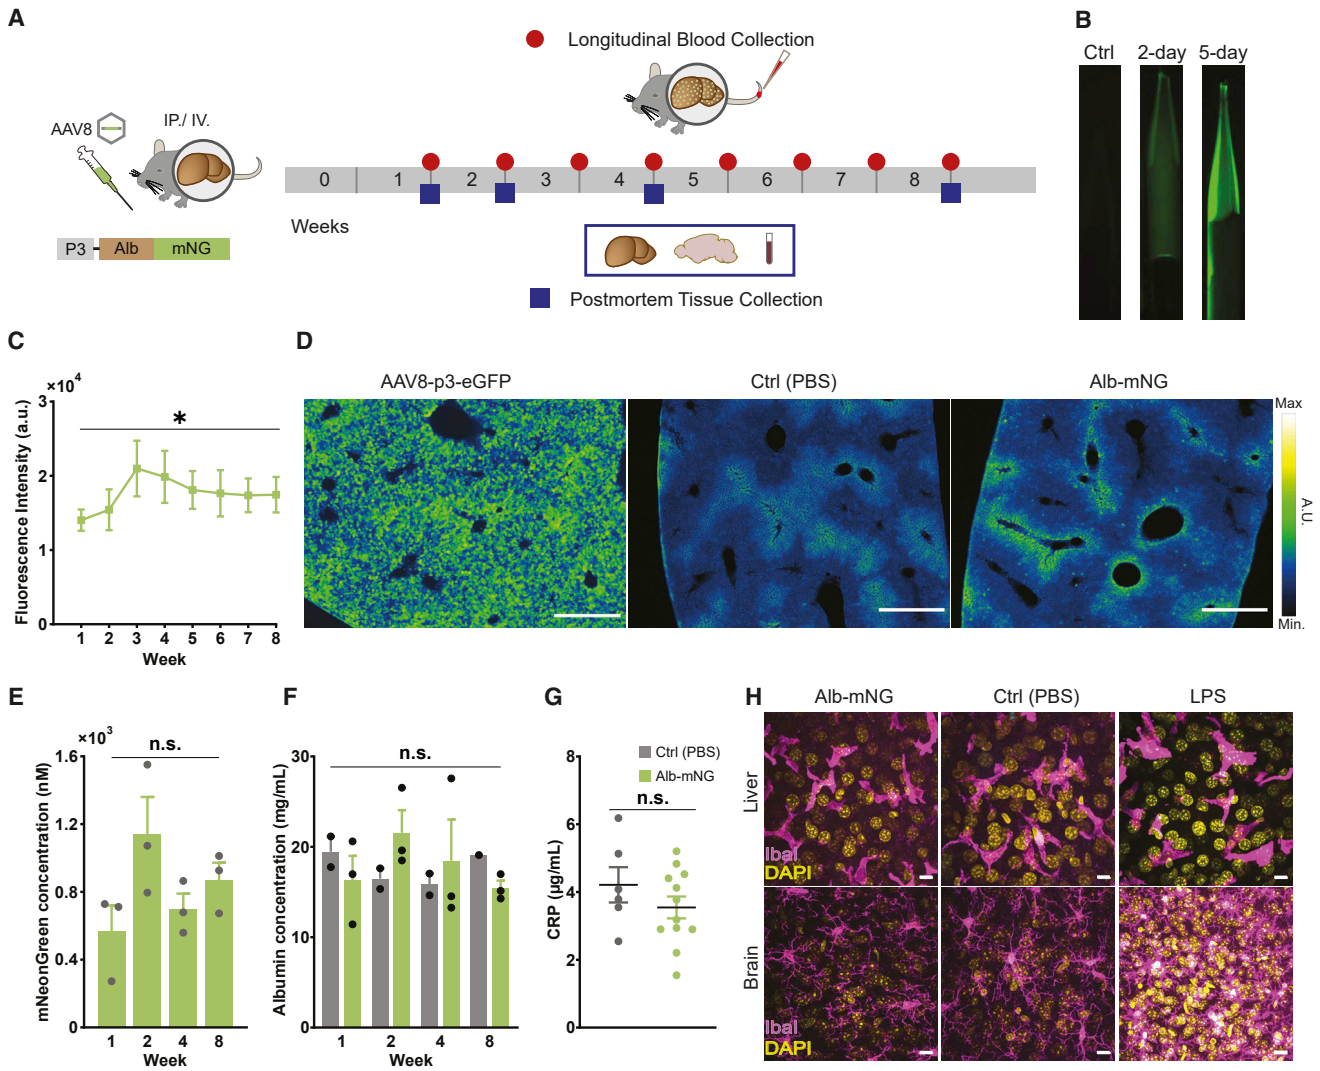 A
Longitudinal Blood Collection
AAV8
IP./ IV.
P3
Alb
mNG
0
1
2
3
4
5
6
7
8
Weeks
Postmortem Tissue Collection
B
Ctrl
2-day
5-day
C
×10⁴
Fluorescence Intensity (a.u.)
3
2
1
0
*
1 2 3 4 5 6 7 8
Week
D
AAV8-p3-eGFP
Ctrl (PBS)
Alb-mNG
Max
A.U.
Min.
E
×10³
mNeonGreen concentration (nM)
1.6
1.2
0.8
0.4
0
n.s.
1 2 4 8
Week
F
Albumin concentration (mg/mL)
30
20
10
0
n.s.
1 2 4 8
Week
G
CRP (µg/mL)
8
6
4
2
0
Ctrl (PBS)
Alb-mNG
n.s.
H
Alb-mNG
Ctrl (PBS)
LPS
Liver
IbaI
DAPI
Brain
IbaI
DAPI